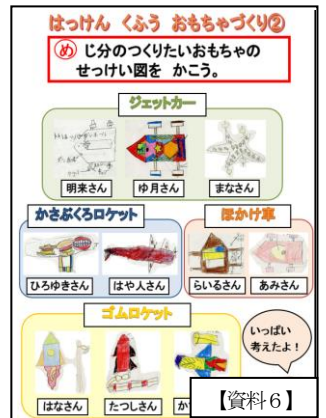 はっけん くふう おもちゃづくり②
め じ分のつくりたいおもちゃの
せっけい図を かこう。
ジェットカー
明来さん
ゆ月さん
まなさん
かさぶくろロケット
ほかけ車
ひろゆきさん
はや人さん
らいるさん
あみさん
ゴムロケット
はなさん
たつしさん
か
いっぱい
考えたよ!
【資料6】